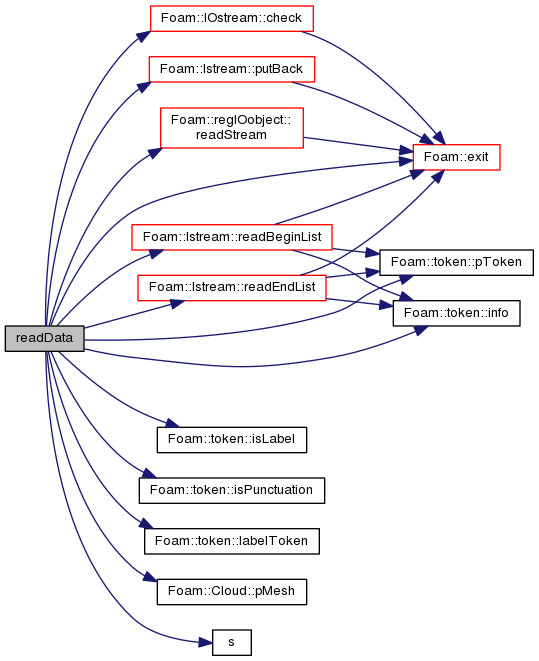 Foam::IOstream::check
Foam::Istream::putBack
Foam::regIOobject::
readStream
Foam::exit
Foam::Istream::readBeginList
Foam::token::pToken
Foam::Istream::readEndList
Foam::token::info
readData
Foam::token::isLabel
Foam::token::isPunctuation
Foam::token::labelToken
Foam::Cloud::pMesh
s